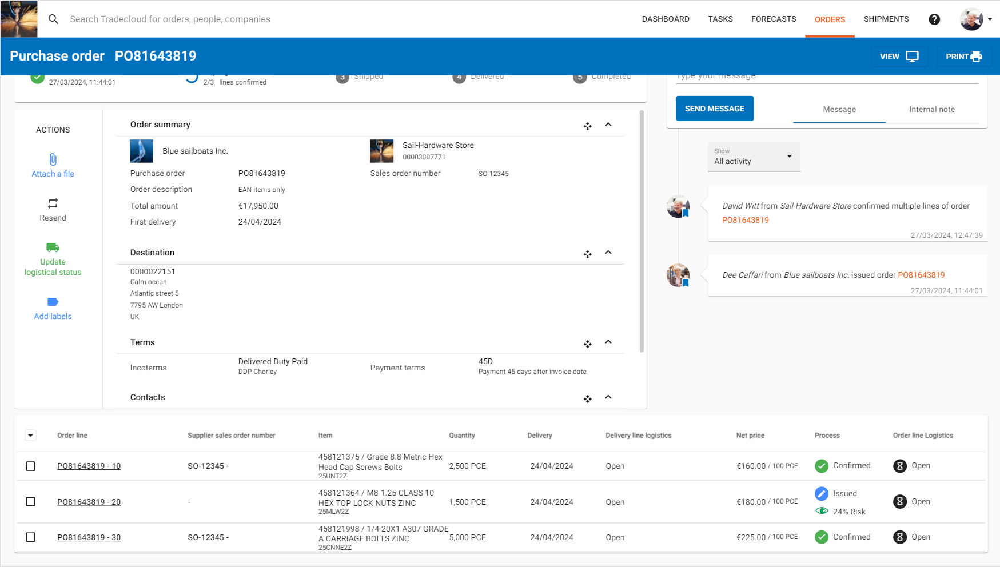 Search Tradecloud for orders, people, companies
DASHBOARD TASKS FORECASTS ORDERS SHIPMENTS ?
Purchase order PO81643819
VIEW PRINT
27/03/2024, 11:44:01
2/3 lines confirmed
3 Shipped
4 Delivered
5 Completed
Type your message
SEND MESSAGE
Message
Internal note
ACTIONS
Attach a file
Resend
Update
logistical status
Add labels
Order summary
Blue sailboats Inc.
Sail-Hardware Store
00003007771
Purchase order PO81643819
Sales order number SO-12345
Order description EAN items only
Total amount €17,950.00
First delivery 24/04/2024
Destination
0000022151
Calm ocean
Atlantic street 5
7795 AW London
UK
Terms
Incoterms
Delivered Duty Paid
DDP Chorley
Payment terms
45D
Payment 45 days after invoice date
Contacts
Show
All activity
David Witt from Sail-Hardware Store confirmed multiple lines of order
PO81643819
27/03/2024, 12:47:39
Dee Caffari from Blue sailboats Inc. issued order PO81643819
27/03/2024, 11:44:01
Order line Supplier sales order number Item Quantity Delivery Delivery line logistics Net price Process Order line Logistics
PO81643819 - 10
SO-12345 -
458121375 / Grade 8.8 Metric Hex
Head Cap Screws Bolts
25UNT2Z
2,500 PCE
24/04/2024
Open
€160.00 / 100 PCE
Confirmed
Open
PO81643819 - 20
-
458121364 / M8-1.25 CLASS 10
HEX TOP LOCK NUTS ZINC
25MLW2Z
1,500 PCE
24/04/2024
Open
€180.00 / 100 PCE
Issued
24% Risk
Open
PO81643819 - 30
SO-12345 -
458121998 / 1/4-20X1 A307 GRADE
A CARRIAGE BOLTS ZINC
25CNNE2Z
5,000 PCE
24/04/2024
Open
€225.00 / 100 PCE
Confirmed
Open